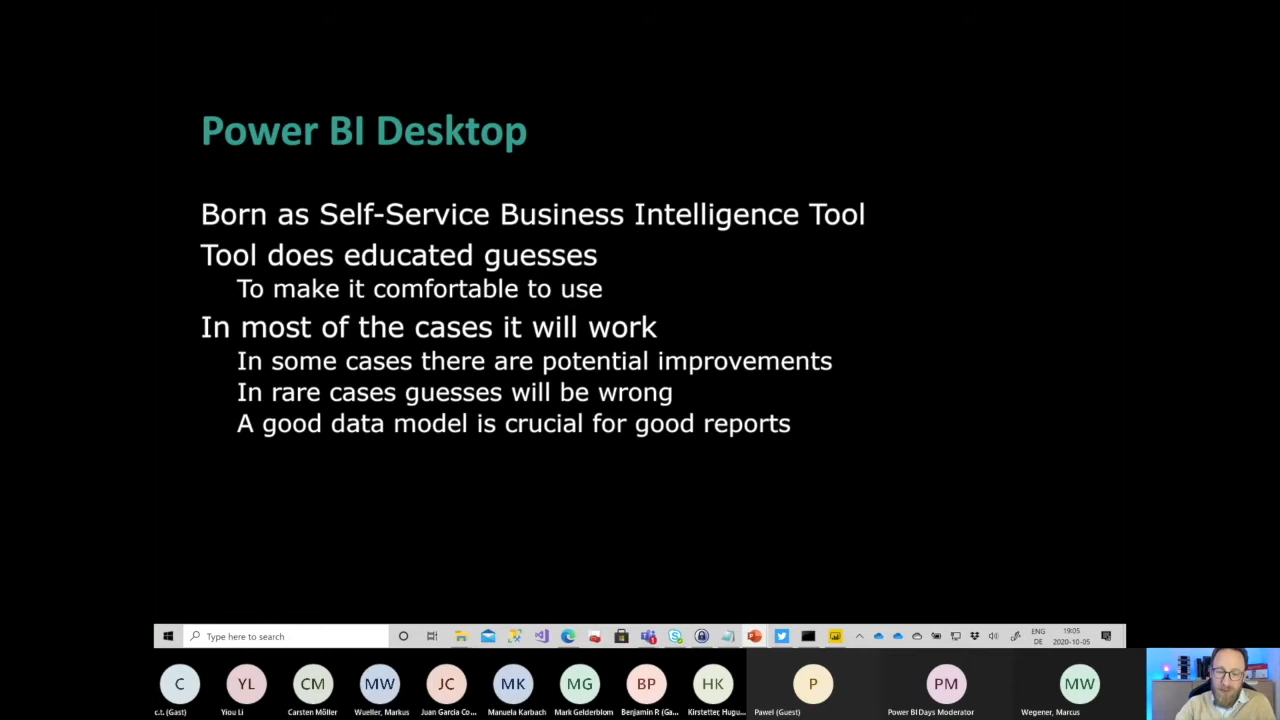 Power BI Desktop
Born as Self-Service Business Intelligence Tool
Tool does educated guesses
To make it comfortable to use
In most of the cases it will work
In some cases there are potential improvements
In rare cases guesses will be wrong
A good data model is crucial for good reports
Type here to search
ENG
DE
19:05
2020-10-05
C YL CM MW JC MK MG BP HK P PM MW
c.t. (Gast) Yiou Li Carsten Möller Wueller, Markus Juan Garcia Co... Manuela Karbach Mark Gelderblom Benjamin R (Ga... Kirstetter, Hugu... Pawel (Guest) Power BI Days Moderator Wegener, Marcus